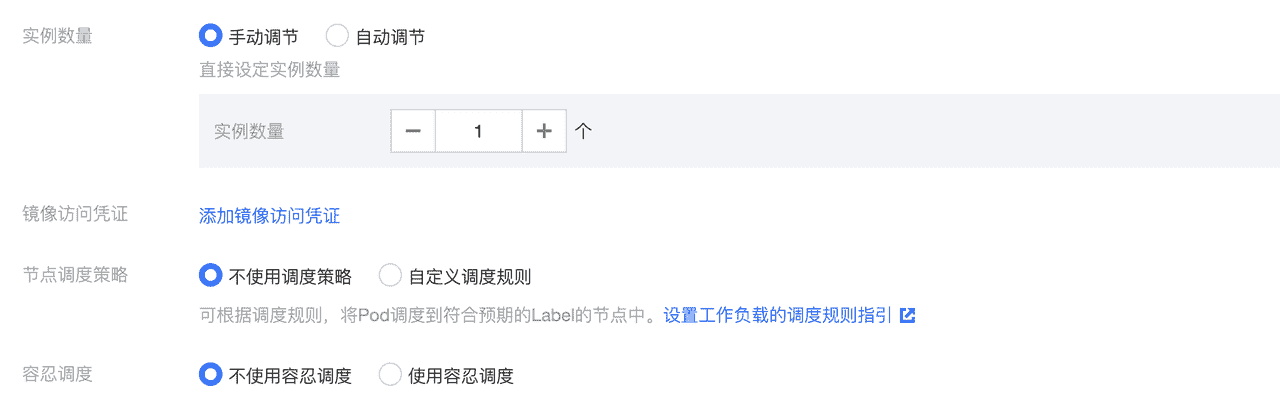 实例数量 手动调节 自动调节
直接设定实例数量
实例数量 1 个
镜像访问凭证 添加镜像访问凭证
节点调度策略 不使用调度策略 自定义调度规则
可根据调度规则，将Pod调度到符合预期的Label的节点中。设置工作负载的调度规则指引
容忍调度 不使用容忍调度 使用容忍调度